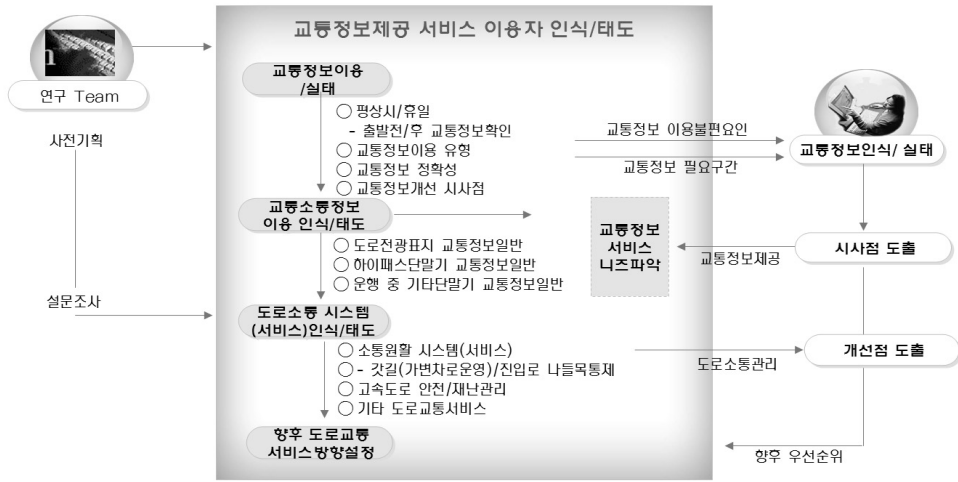 교통정보제공 서비스 이용자 인식/태도
연구 Team
사전기획
설문조사
교통정보이용
/실태
○ 평상시/휴일
- 출발전/후 교통정보확인
○ 교통정보이용 유형
○ 교통정보 정확성
○ 교통정보개선 시사점
교통소통정보
이용 인식/태도
○ 도로전광표지 교통정보일반
○ 하이패스단말기 교통정보일반
○ 운행 중 기타단말기 교통정보일반
도로소통 시스템
(서비스)인식/태도
○ 소통원활 시스템(서비스)
○ - 갓길(가변차로운영)/진입로 나들목통제
○ 고속도로 안전/재난관리
○ 기타 도로교통서비스
향후 도로교통
서비스방향설정
교통정보 이용불편요인
교통정보 필요구간
교통정보
서비스
니즈파악
교통정보제공
도로소통관리
향후 우선순위
교통정보인식/ 실태
시사점 도출
개선점 도출